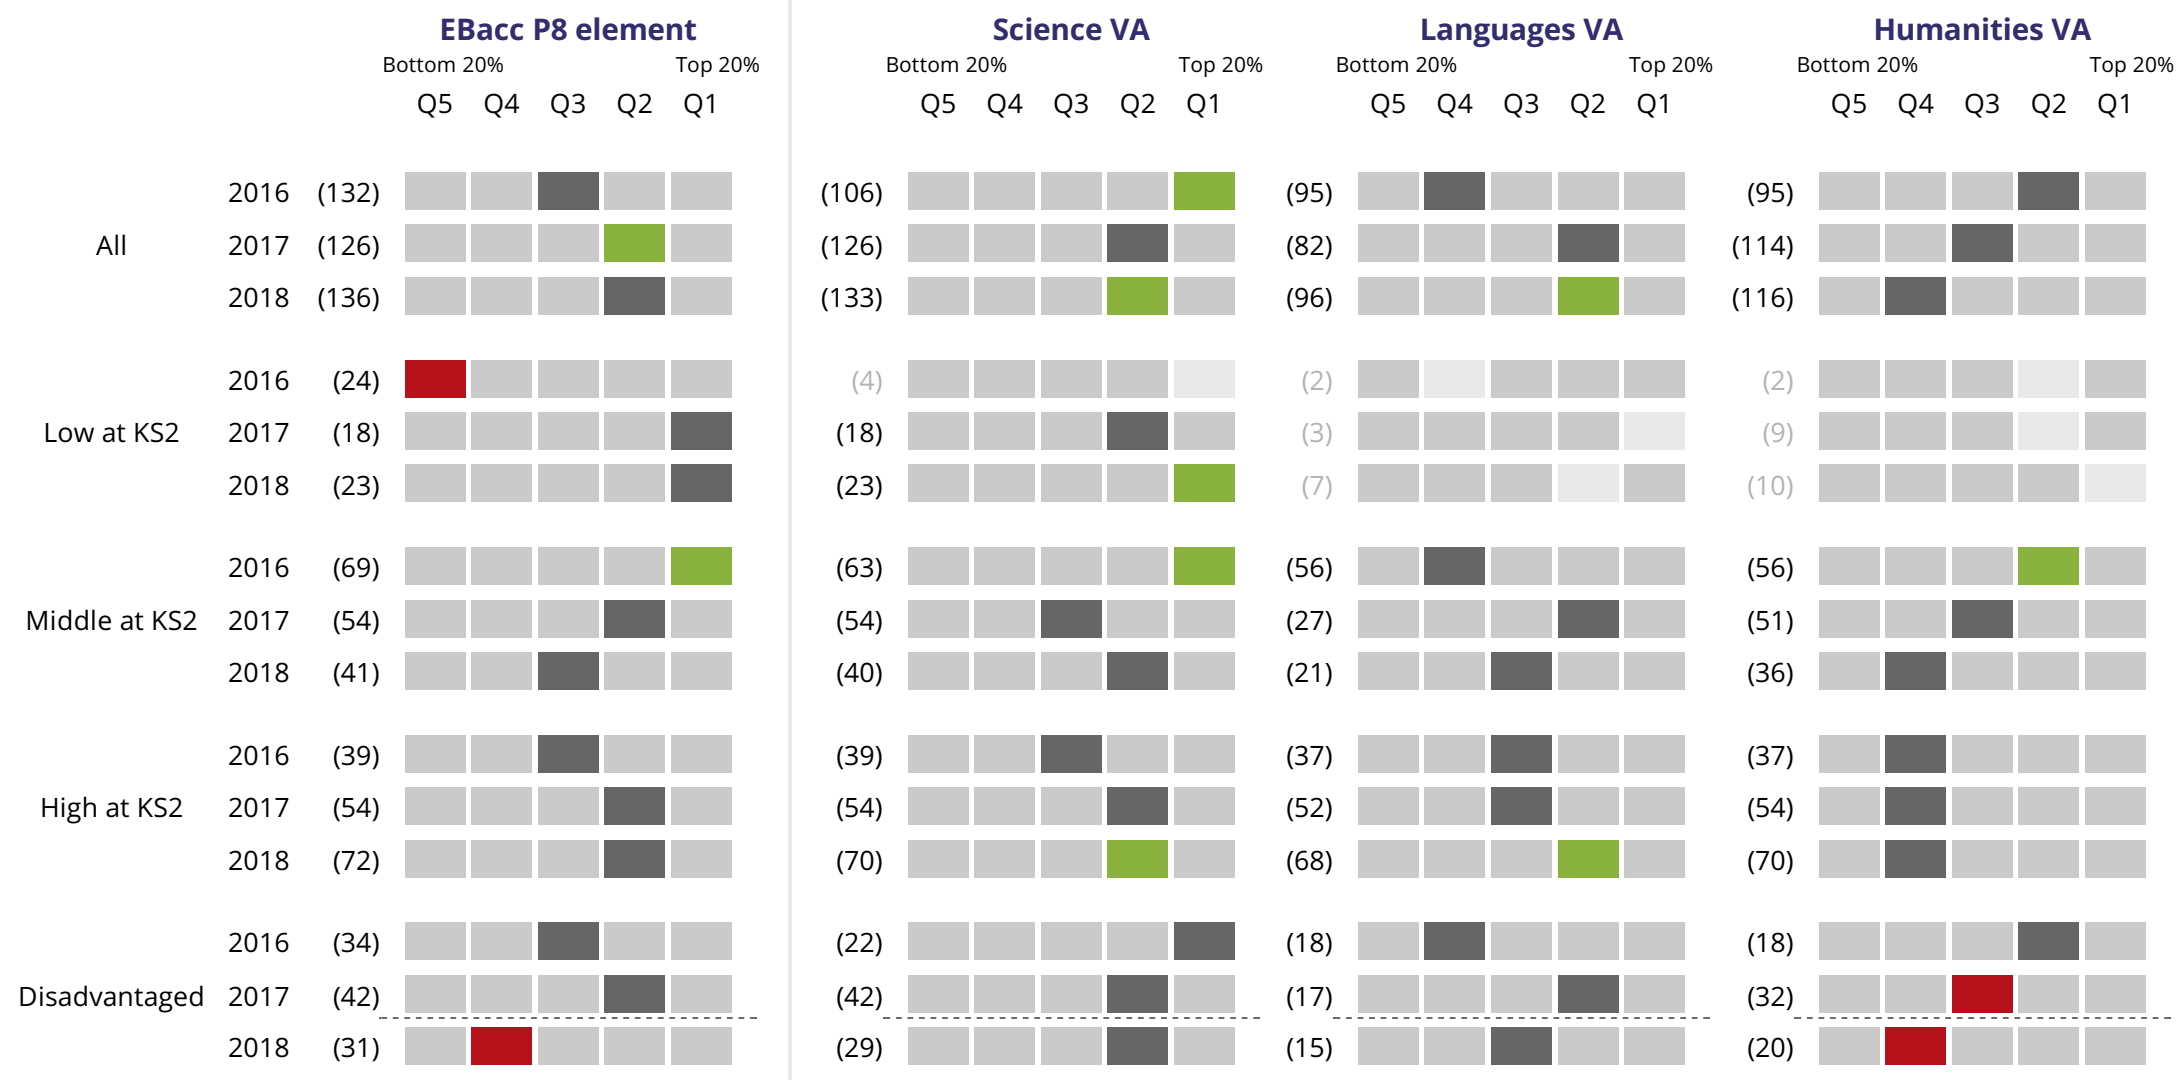 EBacc P8 element Science VA Languages VA Humanities VA
Bottom 20% Top 20% Bottom 20% Top 20% Bottom 20% Top 20% Bottom 20% Top 20%
Q5 Q4 Q3 Q2 Q1 Q5 Q4 Q3 Q2 Q1 Q5 Q4 Q3 Q2 Q1 Q5 Q4 Q3 Q2 Q1
2016 (132) (106) (95) (95)
All 2017 (126) (126) (82) (114)
2018 (136) (133) (96) (116)
2016 (24) (4) (2) (2)
Low at KS2 2017 (18) (18) (3) (9)
2018 (23) (23) (7) (10)
2016 (69) (63) (56) (56)
Middle at KS2 2017 (54) (54) (27) (51)
2018 (41) (40) (21) (36)
2016 (39) (39) (37) (37)
High at KS2 2017 (54) (54) (52) (54)
2018 (72) (70) (68) (70)
2016 (34) (22) (18) (18)
Disadvantaged 2017 (42) (42) (17) (32)
2018 (31) (29) (15) (20)